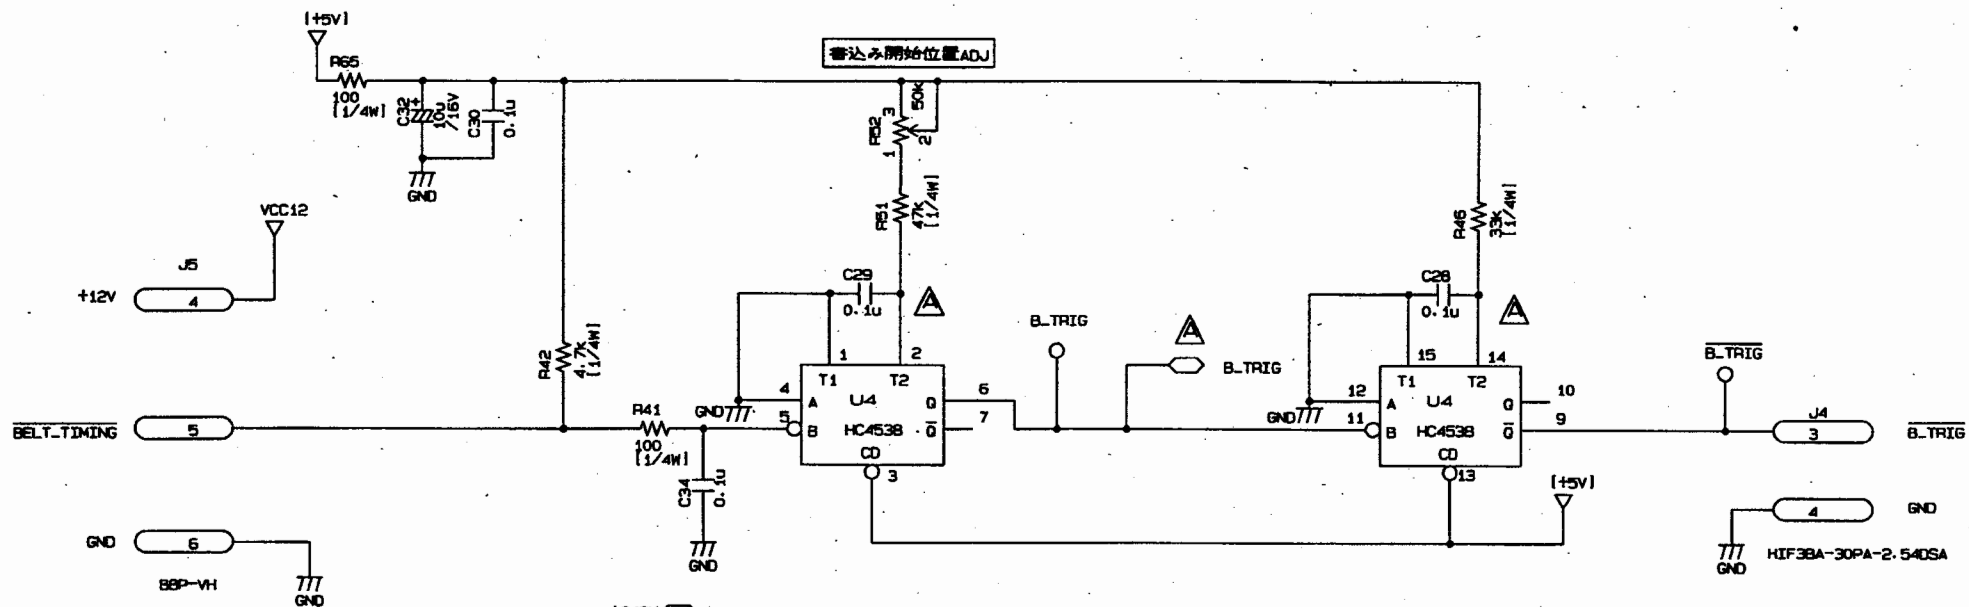 [+5V]
R65
100
[1/4W]
C32
+
10u
/16V
C30
0.1u
GND
書込み開始位置ADJ
R52
50K
3
2
1
R51
47K
[1/4W]
R46
33K
[1/4W]
VCC12
J5
+12V
4
R42
4.7K
[1/4W]
C29
0.1u
A
1
2
T1
T2
4
A
U4
Q
6
GND
5
B
HC4538
Q
7
CD
3
BELT_TIMING
5
R41
100
[1/4W]
C34
0.1u
GND
B_TRIG
A
B_TRIG
C28
0.1u
A
15
14
T1
T2
12
A
U4
Q
10
GND
11
B
HC4538
Q
9
CD
13
[+5V]
B_TRIG
J4
3
B_TRIG
4
GND
GND
HIF3BA-30PA-2.54DSA
GND
6
B8P-VH
GND